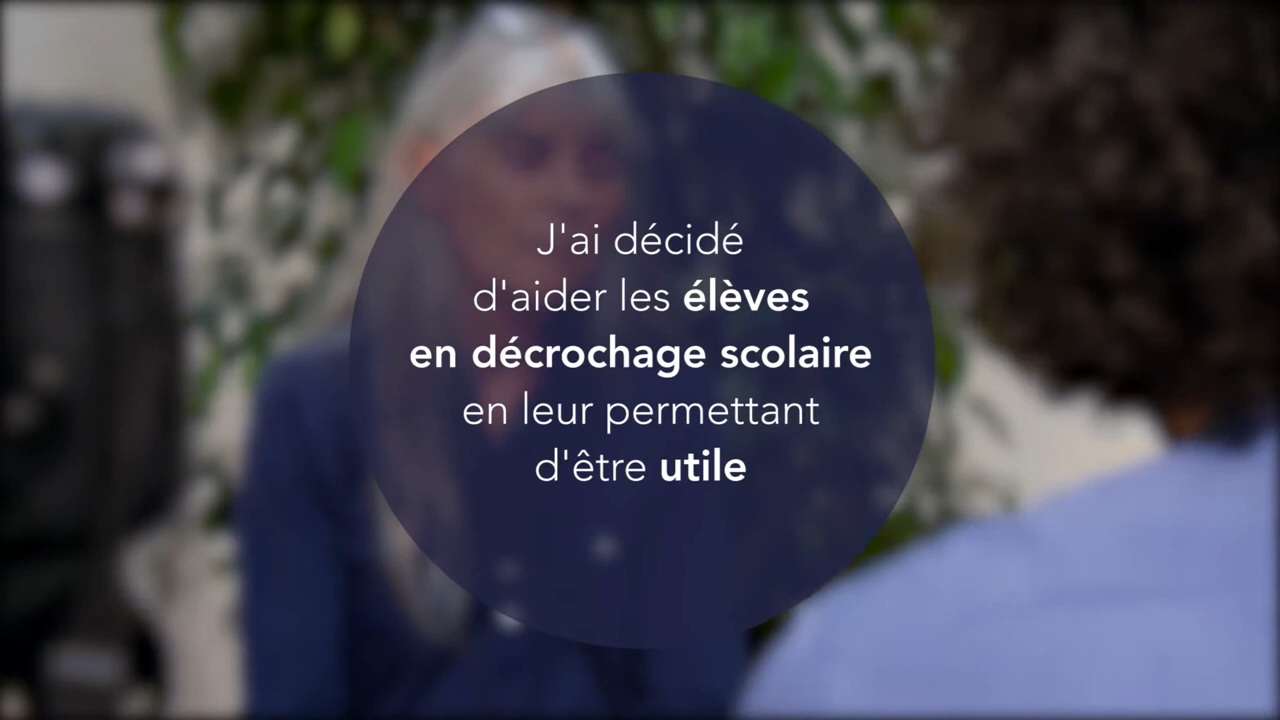 J'ai décidé
d'aider les élèves
en décrochage scolaire
en leur permettant
d'être utile